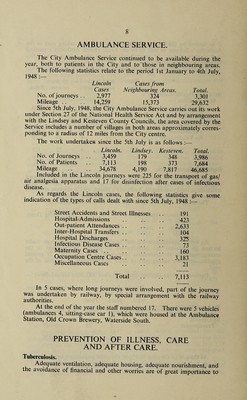 8
AMBULANCE SERVICE.
The City Ambulance Service continued to be available during the
year, both to patients in the City and to those in neighbouring areas.
The following statistics relate to the period 1st January to 4th July,
1948 :—
Lincoln Cases from
Cases Neighbouring Areas. Total.
No. of journeys . . 2,977 324 3,301
Mileage . . 14,259 15,373 29,632
Since 5th July, 1948, the City Ambulance Service carries out its work
under Section 27 of the National Health Service Act and by arrangement
with the Lindsey and Kesteven County Councils, the area covered by the
Service includes a number of villages in both areas approximately corres-
ponding to a radius of 12 miles from the City centre.
The work undertaken since the 5th July is as follows :—
Lincoln. Lindsey. Kesteven. Total.
No. of Journeys . . 3,459 179 348 3,986
No. of Patients . . 7,113 198 373 7,684
Mileage . . 34,678 4,190 7,817 46,685
Included in the Lincoln journeys were 225 for the transport of gas/
air analgesia apparatus and 17 for disinfection after cases of infectious
disease.
As regards the Lincoln cases, the following statistics give some
indication of the types of calls dealt with since 5th July, 1948 :—
Street Accidents and Street Illnesses . . 191
Hospital-Admissions . . 423
Out-patient Attendances . . 2,633
Inter-Hospital Transfers . . 104
Hospital Discharges . . 325
Infectious Disease Cases . . 73
Maternity Cases . . 160
Occupation Centre Cases . . 3,183
Miscellaneous Cases . . 21
Total . . 7,113
In 5 cases, where long journeys were involved, part of the journey
was undertaken by railway, by special arrangement with the railway
authorities.
At the end of the year the staff numbered 17. There were 5 vehicles
(ambulances 4, sitting-case car 1), which were housed at the Ambulance
Station, Old Crown Brewery, Waterside South.
PREVENTION OF ILLNESS, CARE
AND AFTER CARE.
Tuberculosis.
Adequate ventilation, adequate housing, adequate nourishment, and
the avoidance of financial and other worries are of great importance to